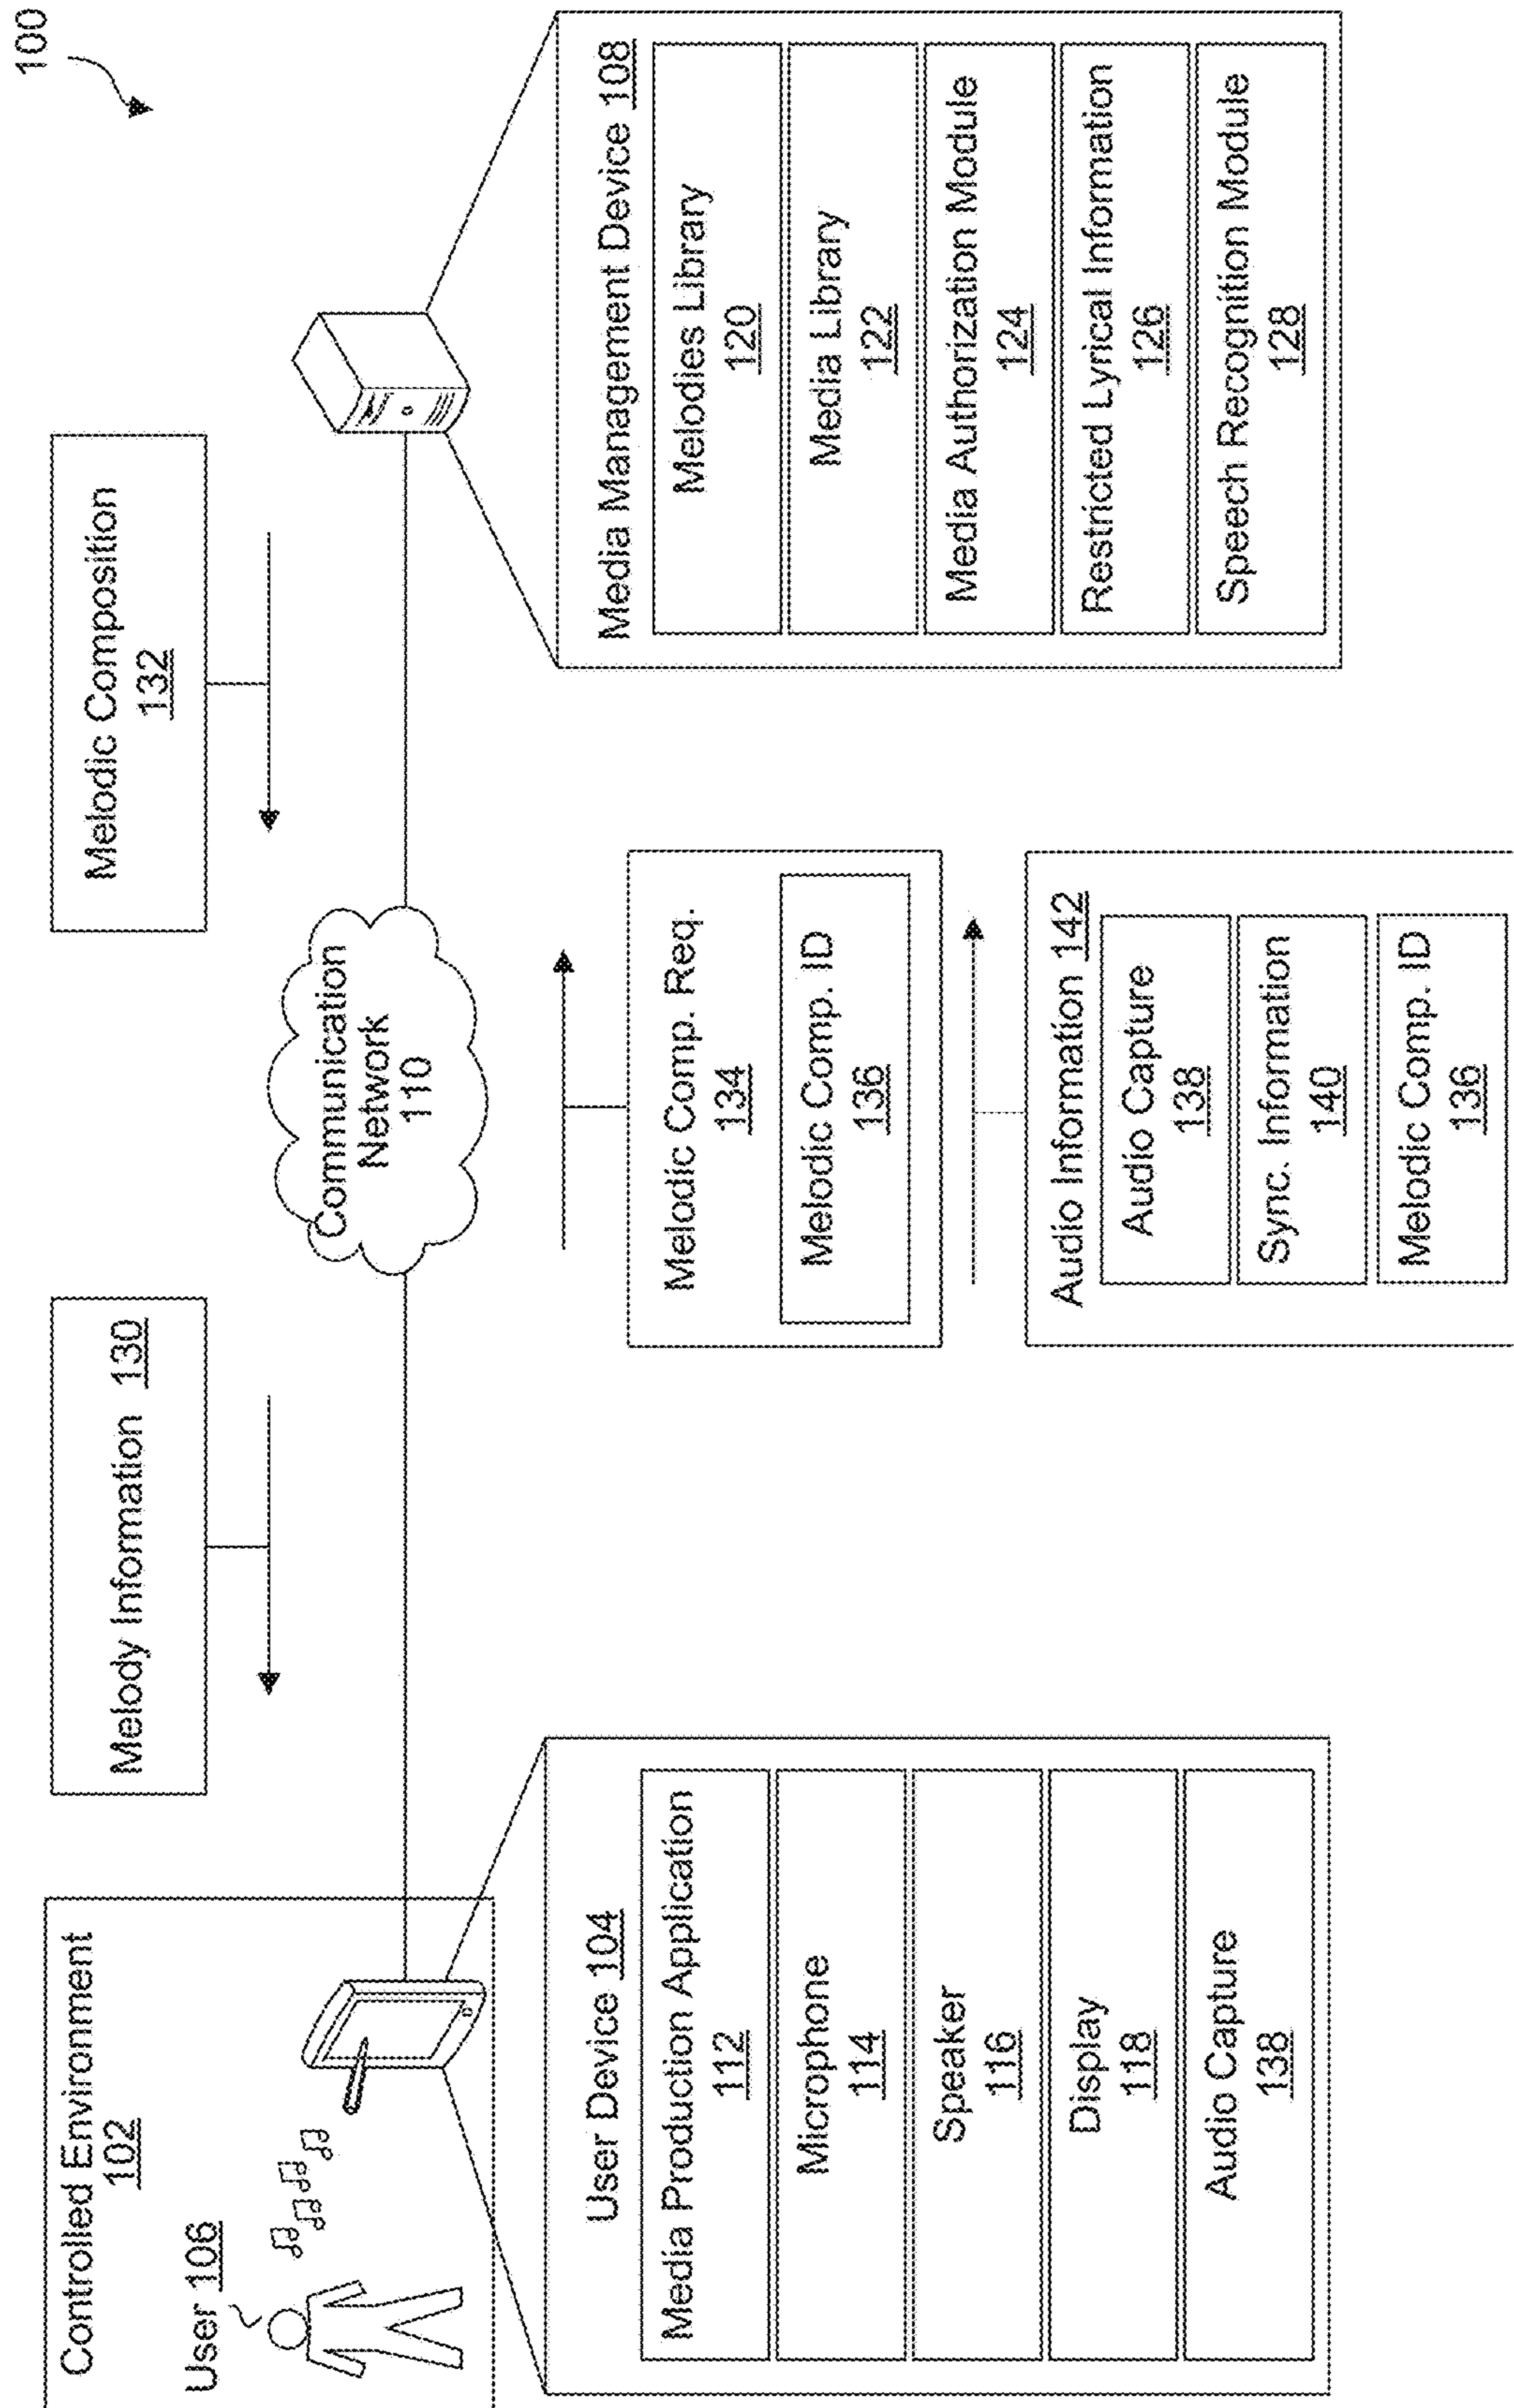 100
Controlled Environment
102
User 106
Melody Information 130
Melodic Composition
132
Communication
Network
110
User Device 104
Media Production Application
112
Microphone
114
Speaker
116
Display
118
Audio Capture
138
Melodic Comp. Req.
134
Melodic Comp. ID
136
Audio Information 142
Audio Capture
138
Sync. Information
140
Melodic Comp. ID
136
Media Management Device 108
Melodies Library
120
Media Library
122
Media Authorization Module
124
Restricted Lyrical Information
126
Speech Recognition Module
128